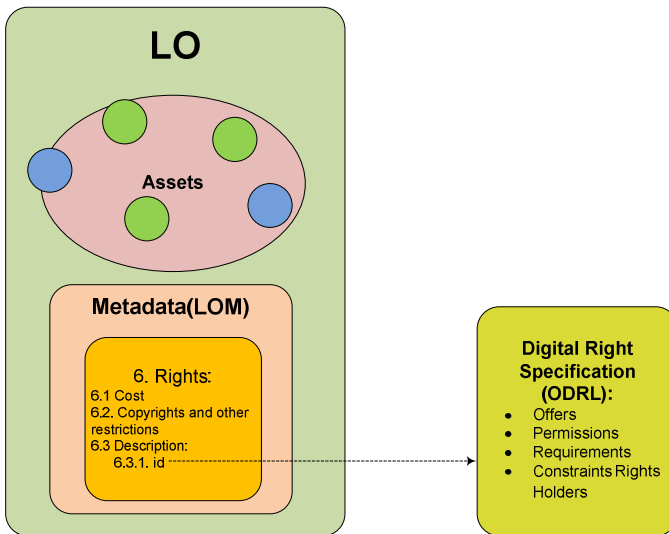 LO
Assets
Metadata(LOM)
6. Rights:
6.1 Cost
6.2. Copyrights and other
restrictions
6.3 Description:
6.3.1. id
Digital Right
Specification
(ODRL):
• Offers
• Permissions
• Requirements
• Constraints Rights
Holders